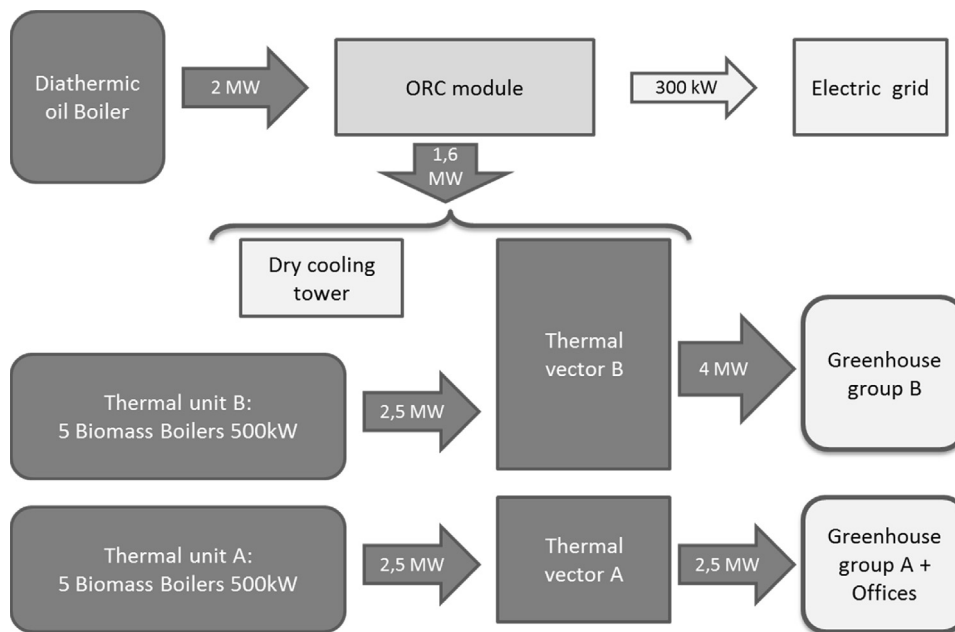 Diathermic
oil Boiler
2 MW
ORC module
300 kW
Electric grid
1,6
MW
Dry cooling
tower
Thermal
vector B
4 MW
Greenhouse
group B
Thermal unit B:
5 Biomass Boilers 500kW
2,5 MW
Thermal unit A:
5 Biomass Boilers 500kW
2,5 MW
Thermal
vector A
2,5 MW
Greenhouse
group A +
Offices